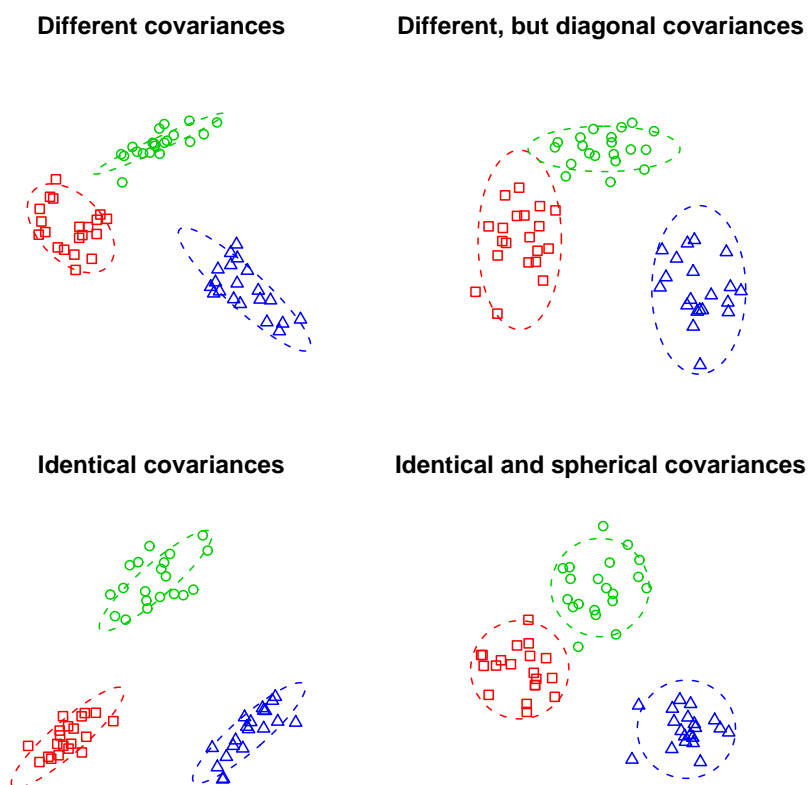 Different covariances
Different, but diagonal covariances
Identical covariances
Identical and spherical covariances